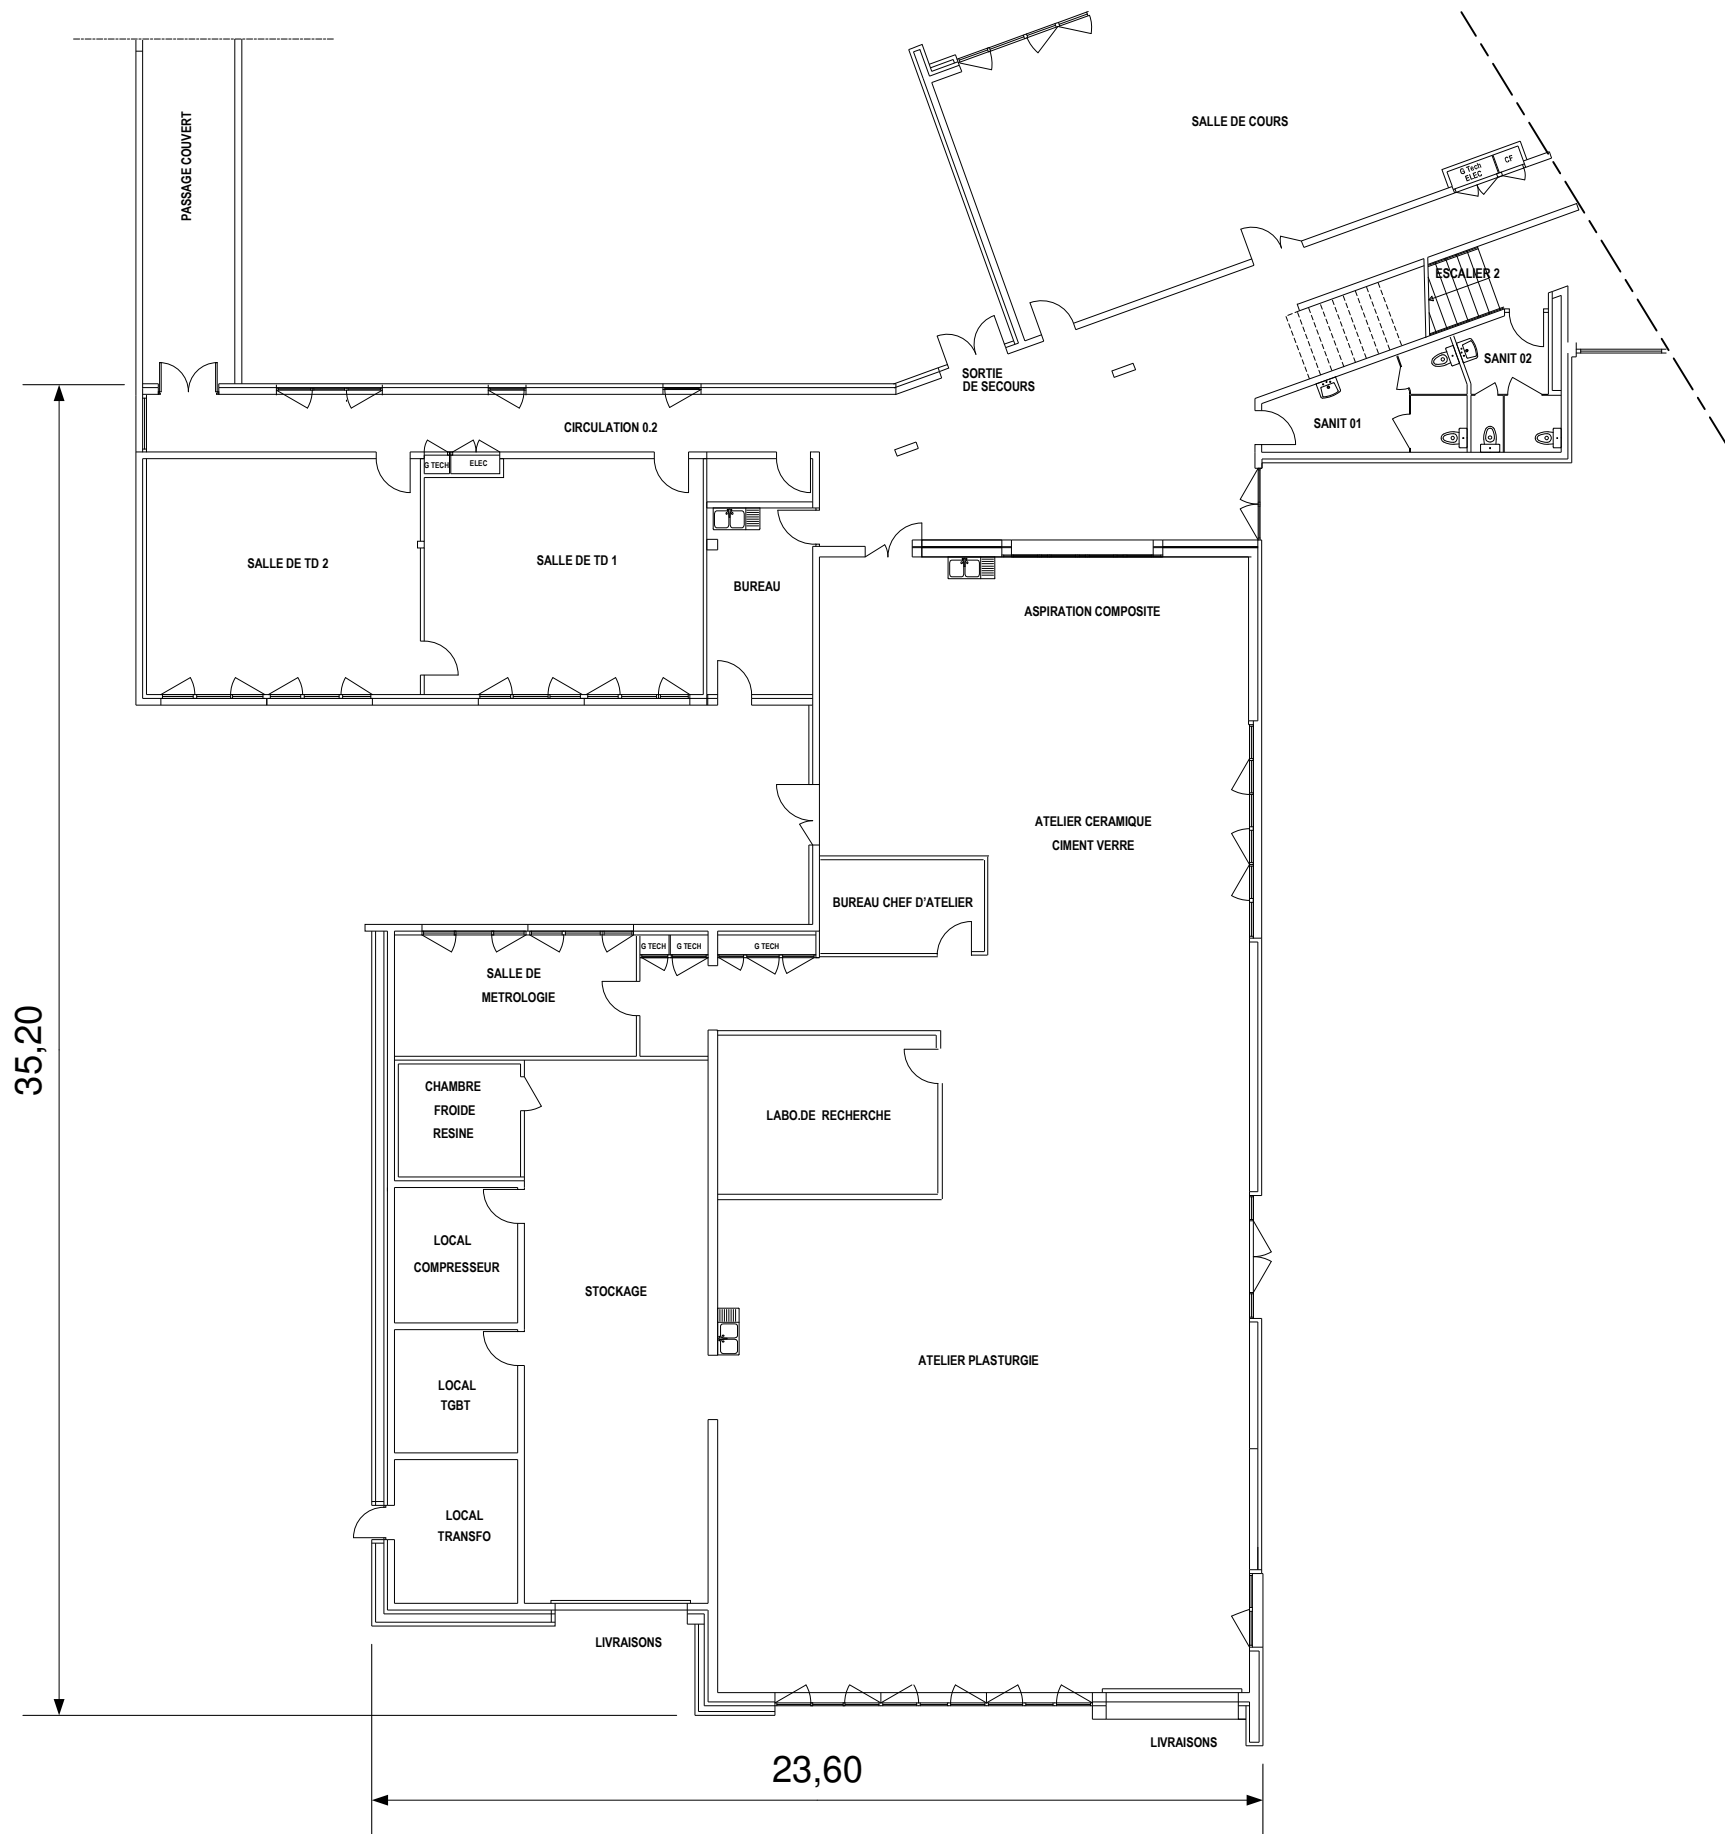 PASSAGE COUVERT
SALLE DE COURS
G Tech
ELEC
CF
ESCALIER 2
SANIT 02
SORTIE
DE SECOURS
SANIT 01
CIRCULATION 0.2
G TECH
ELEC
SALLE DE TD 2
SALLE DE TD 1
BUREAU
ASPIRATION COMPOSITE
ATELIER CERAMIQUE
CIMENT VERRE
BUREAU CHEF D'ATELIER
G TECH
G TECH
G TECH
SALLE DE
METROLOGIE
35,20
CHAMBRE
FROIDE
RESINE
LABO.DE RECHERCHE
LOCAL
COMPRESSEUR
STOCKAGE
ATELIER PLASTURGIE
LOCAL
TGBT
LOCAL
TRANSFO
LIVRAISONS
LIVRAISONS
23,60